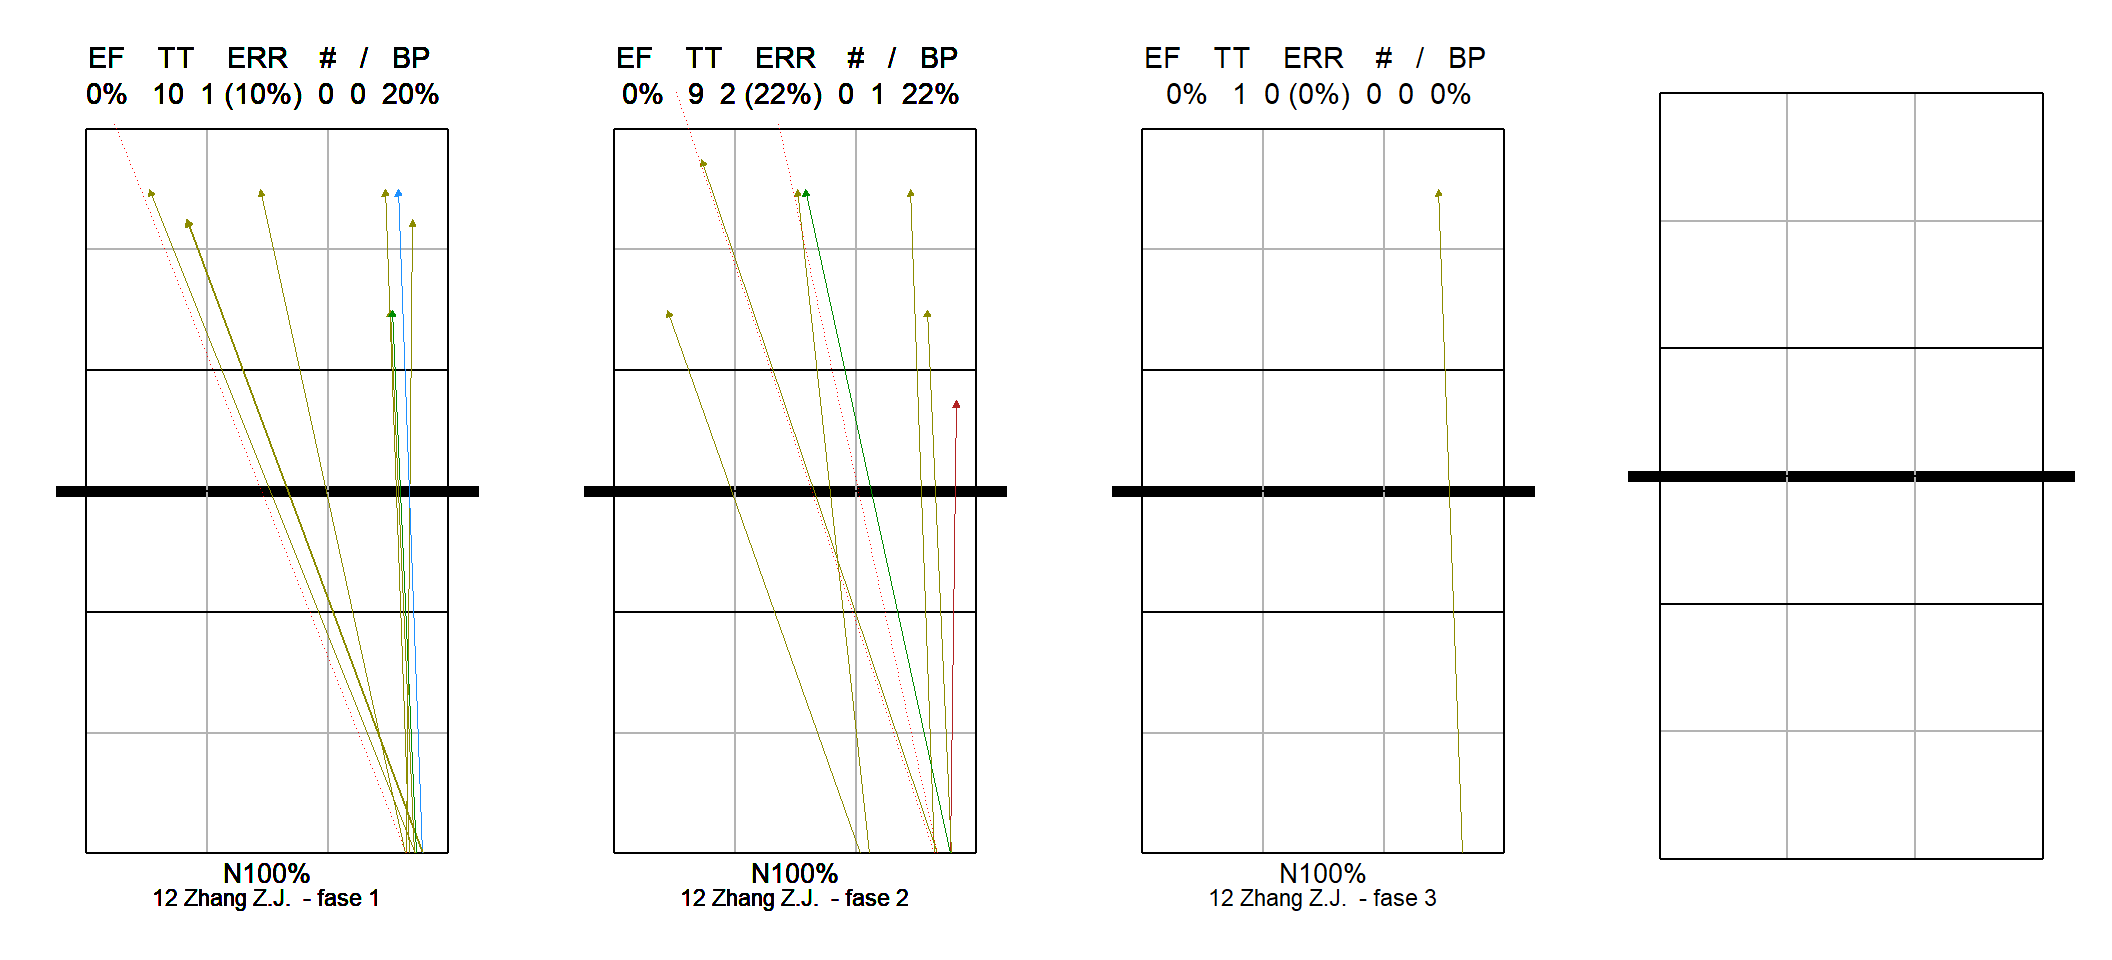 EF TT ERR # / BP
0% 10 1 (10%) 0 0 20%
N100%
12 Zhang Z.J. - fase 1
EF TT ERR # / BP
0% 9 2 (22%) 0 1 22%
N100%
12 Zhang Z.J. - fase 2
EF TT ERR # / BP
0% 1 0 (0%) 0 0 0%
N100%
12 Zhang Z.J. - fase 3